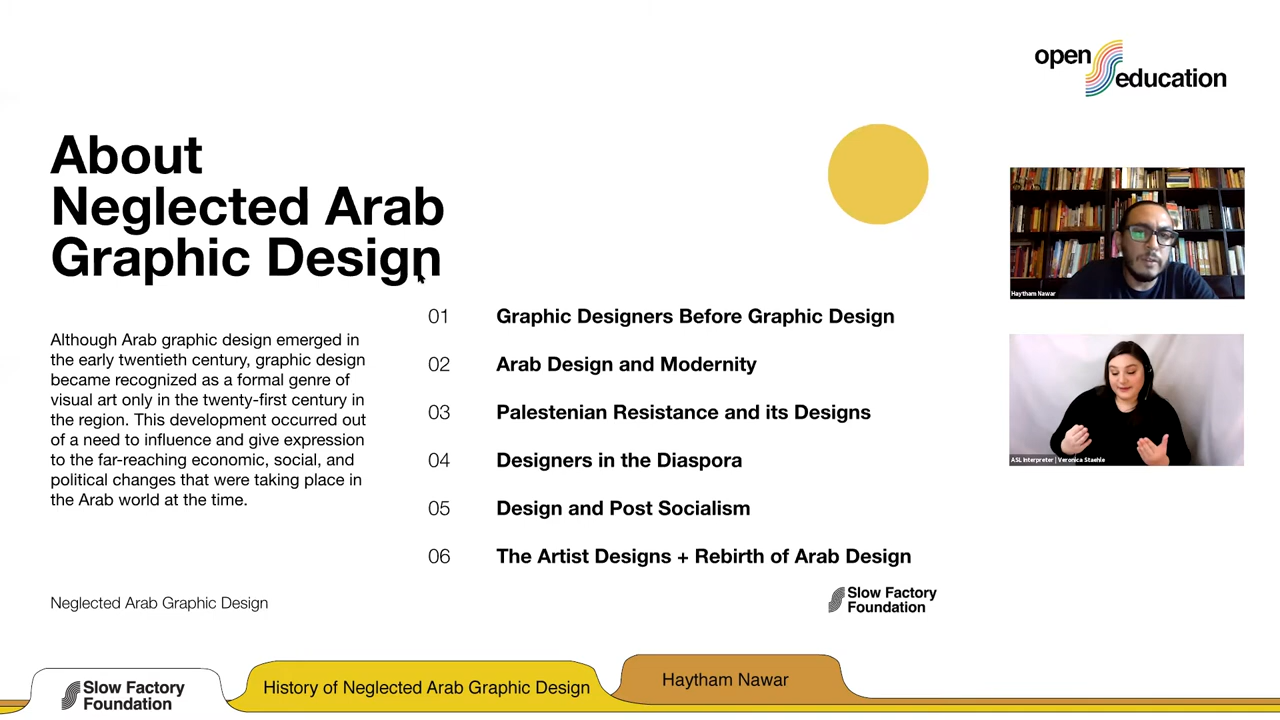 open
education
About
Neglected Arab
Graphic Design
Although Arab graphic design emerged in
the early twentieth century, graphic design
became recognized as a formal genre of
visual art only in the twenty-first century in
the region. This development occurred out
of a need to influence and give expression
to the far-reaching economic, social, and
political changes that were taking place in
the Arab world at the time.
01 Graphic Designers Before Graphic Design
02 Arab Design and Modernity
03 Palestenian Resistance and its Designs
04 Designers in the Diaspora
05 Design and Post Socialism
06 The Artist Designs + Rebirth of Arab Design
Neglected Arab Graphic Design
Slow Factory
Foundation
Haytham Nawar
ASL Interpreter | Veronica Staehle
Slow Factory
Foundation
History of Neglected Arab Graphic Design
Haytham Nawar